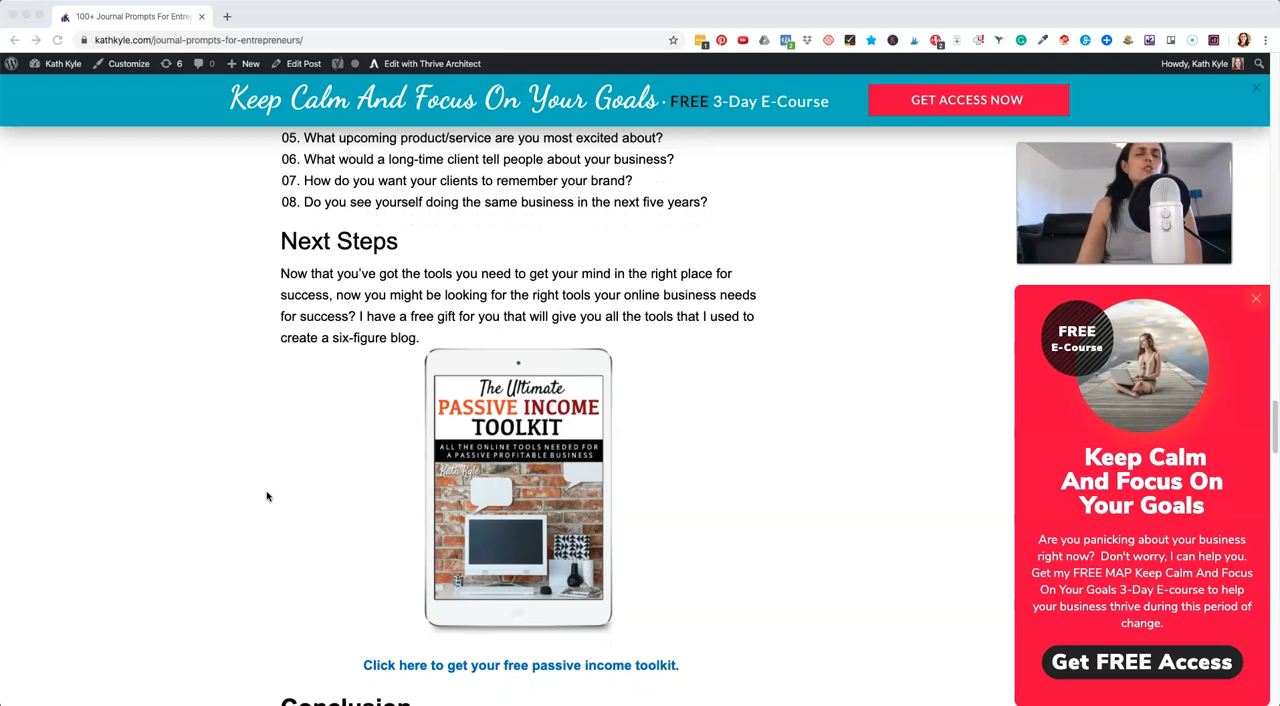 100+ Journal Prompts For Entre
kathkyle.com/journal-prompts-for-entrepreneurs/
Kath Kyle Customize 6 0 New Edit Post Edit with Thrive Architect Howdy, Kath Kyle
Keep Calm And Focus On Your Goals · FREE 3-Day E-Course GET ACCESS NOW
05. What upcoming product/service are you most excited about?
06. What would a long-time client tell people about your business?
07. How do you want your clients to remember your brand?
08. Do you see yourself doing the same business in the next five years?
Next Steps
Now that you've got the tools you need to get your mind in the right place for
success, now you might be looking for the right tools your online business needs
for success? I have a free gift for you that will give you all the tools that I used to
create a six-figure blog.
The Ultimate
PASSIVE INCOME
TOOLKIT
ALL THE ONLINE TOOLS NEEDED FOR
A PASSIVE PROFITABLE BUSINESS
Kath Kyle
Click here to get your free passive income toolkit.
Conclusion
FREE
E-Course
Keep Calm
And Focus On
Your Goals
Are you panicking about your business
right now? Don't worry, I can help you.
Get my FREE MAP Keep Calm And Focus
On Your Goals 3-Day E-course to help
your business thrive during this period of
change.
Get FREE Access